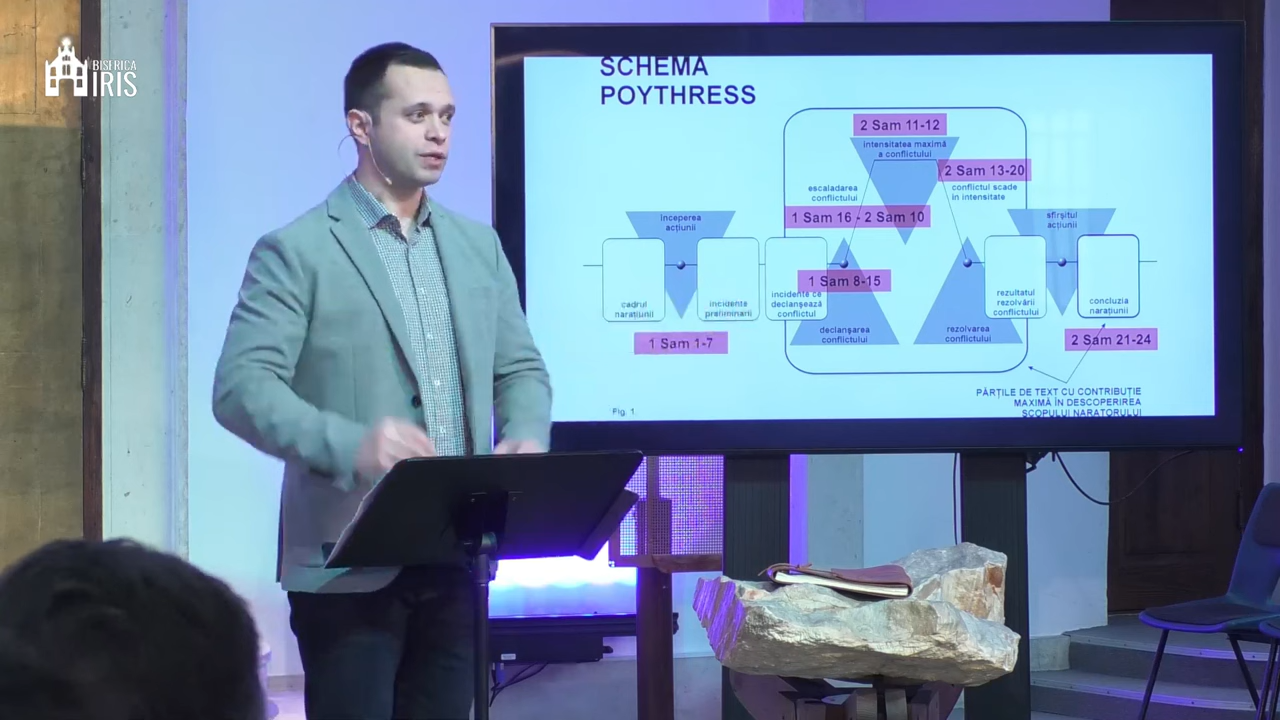 BISERICA
IRIS
SCHEMA
POYTHRESS
2 Sam 11-12
intensitatea maximă
a conflictului
2 Sam 13-20
escaladarea
conflictului
conflictul scade
in intensitate
1 Sam 16 - 2 Sam 10
începerea
acțiunii
sfîrșitul
acțiunii
1 Sam 8-15
cadrul
narațiunii
incidente
preliminarii
incidente ce
declanșează
conflictul
declanșarea
conflictului
rezolvarea
conflictului
rezultatul
rezolvării
conflictului
concluzia
narațiunii
1 Sam 1-7
2 Sam 21-24
PĂRȚILE DE TEXT CU CONTRIBUȚIE
MAXIMĂ ÎN DESCOPERIREA
SCOPULUI NARATORULUI
Fig. 1